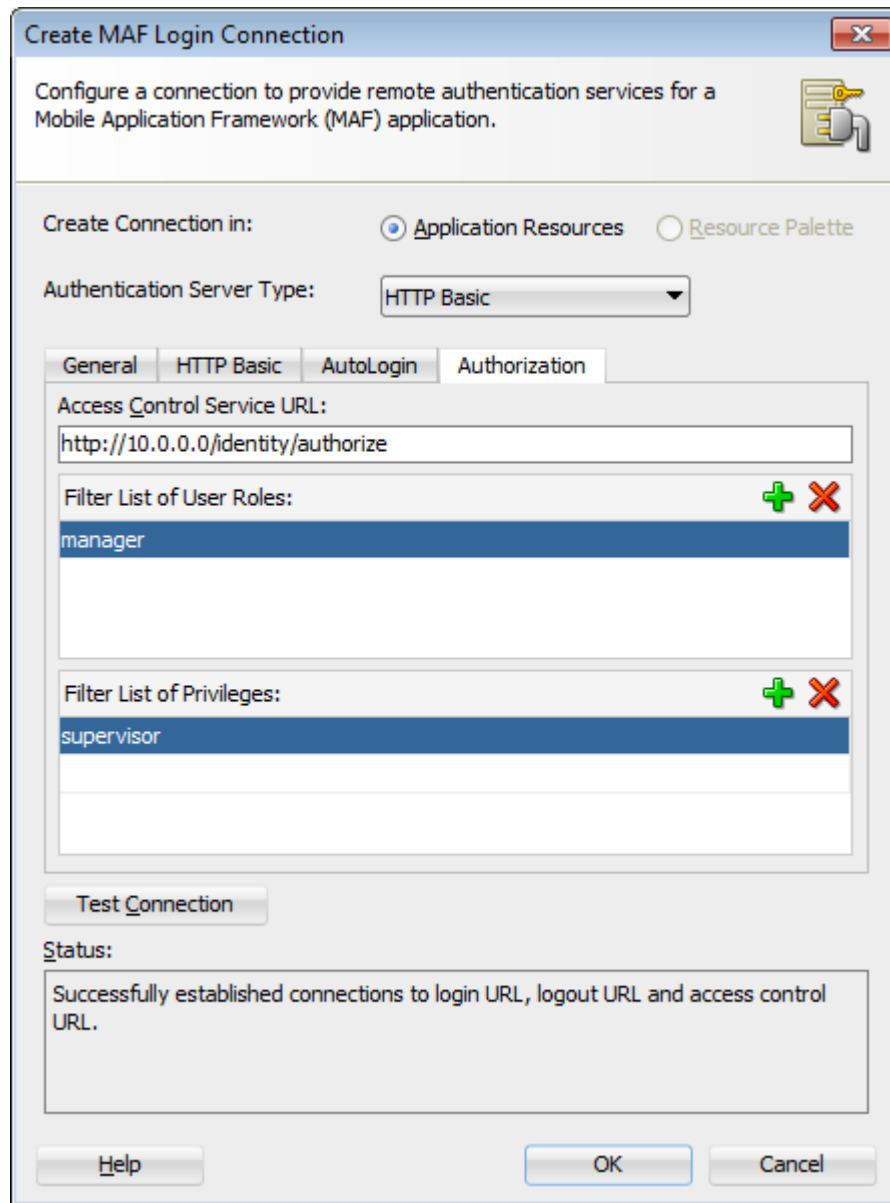 Create MAF Login Connection
Configure a connection to provide remote authentication services for a
Mobile Application Framework (MAF) application.
Create Connection in:
Application Resources
Resource Palette
Authentication Server Type:
HTTP Basic
General
HTTP Basic
AutoLogin
Authorization
Access Control Service URL:
http://10.0.0.0/identity/authorize
Filter List of User Roles:
manager
Filter List of Privileges:
supervisor
Test Connection
Status:
Successfully established connections to login URL, logout URL and access control
URL.
Help
OK
Cancel